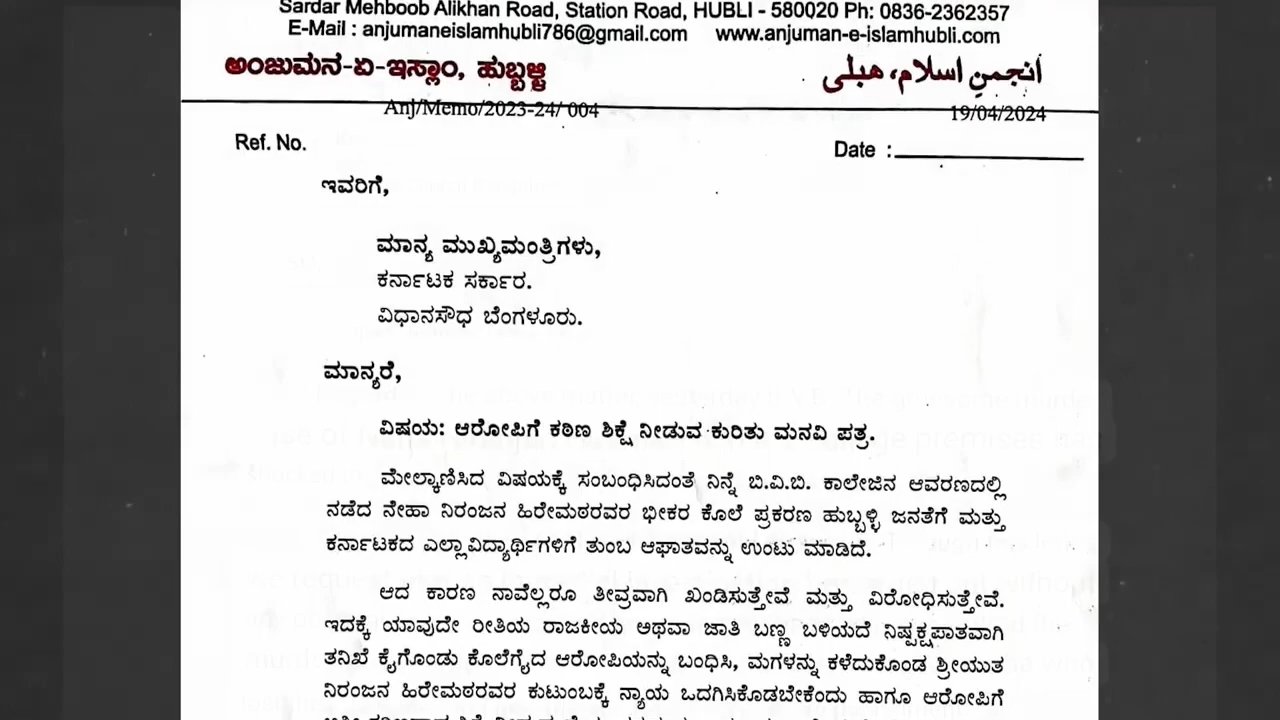 Sardar Mehboob Alikhan Road, Station Road, HUBLI - 580020 Ph: 0836-2362357
E-Mail : anjumaneislamhubli786@gmail.com www.anjuman-e-islamhubli.com
ಅಂಜುಮನ-ಏ-ಇಸ್ಲಾಂ, ಹುಬ್ಬಳ್ಳಿ انجمنِ اسلام، ھبلی
Anj/Memo/2023-24/ 004 19/04/2024
Ref. No. Date :
ಇವರಿಗೆ,
ಮಾನ್ಯ ಮುಖ್ಯಮಂತ್ರಿಗಳು,
ಕರ್ನಾಟಕ ಸರ್ಕಾರ.
ವಿಧಾನಸೌಧ ಬೆಂಗಳೂರು.
ಮಾನ್ಯರೆ,
ವಿಷಯ: ಆರೋಪಿಗೆ ಕಠಿಣ ಶಿಕ್ಷೆ ನೀಡುವ ಕುರಿತು ಮನವಿ ಪತ್ರ.
ಮೇಲ್ಕಾಣಿಸಿದ ವಿಷಯಕ್ಕೆ ಸಂಬಂಧಿಸಿದಂತೆ ನಿನ್ನೆ ಬಿ.ವಿ.ಬಿ. ಕಾಲೇಜಿನ ಆವರಣದಲ್ಲಿ
ನಡೆದ ನೇಹಾ ನಿರಂಜನ ಹಿರೇಮಠರವರ ಭೀಕರ ಕೊಲೆ ಪ್ರಕರಣ ಹುಬ್ಬಳ್ಳಿ ಜನತೆಗೆ ಮತ್ತು
ಕರ್ನಾಟಕದ ಎಲ್ಲಾವಿದ್ಯಾರ್ಥಿಗಳಿಗೆ ತುಂಬ ಆಘಾತವನ್ನು ಉಂಟು ಮಾಡಿದೆ.
ಆದ ಕಾರಣ ನಾವೆಲ್ಲರೂ ತೀವ್ರವಾಗಿ ಖಂಡಿಸುತ್ತೇವೆ ಮತ್ತು ವಿರೋಧಿಸುತ್ತೇವೆ.
ಇದಕ್ಕೆ ಯಾವುದೇ ರೀತಿಯ ರಾಜಕೀಯ ಅಥವಾ ಜಾತಿ ಬಣ್ಣ ಬಳಿಯದೆ ನಿಷ್ಪಕ್ಷಪಾತವಾಗಿ
ತನಿಖೆ ಕೈಗೊಂಡು ಕೊಲೆಗೈದ ಆರೋಪಿಯನ್ನು ಬಂಧಿಸಿ, ಮಗಳನ್ನು ಕಳೆದುಕೊಂಡ ಶ್ರೀಯುತ
ನಿರಂಜನ ಹಿರೇಮಠರವರ ಕುಟುಂಬಕ್ಕೆ ನ್ಯಾಯ ಒದಗಿಸಿಕೊಡಬೇಕೆಂದು ಹಾಗೂ ಆರೋಪಿಗೆ